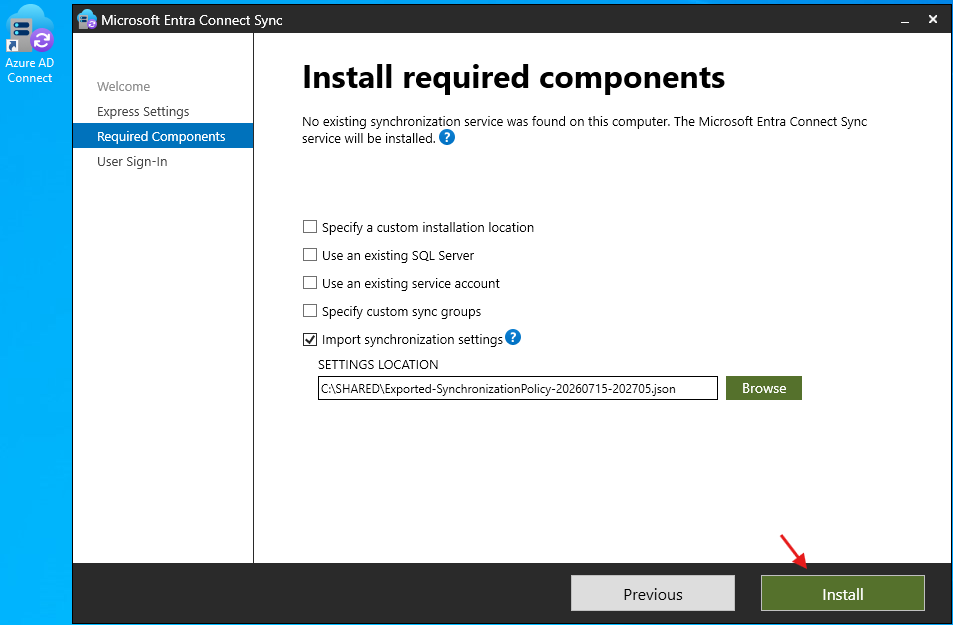 Azure AD
Connect
Microsoft Entra Connect Sync
Welcome
Express Settings
Required Components
User Sign-In
Install required components
No existing synchronization service was found on this computer. The Microsoft Entra Connect Sync
service will be installed. ?
Specify a custom installation location
Use an existing SQL Server
Use an existing service account
Specify custom sync groups
Import synchronization settings ?
SETTINGS LOCATION
C:\SHARED\Exported-SynchronizationPolicy-20260715-202705.json
Browse
Previous
Install